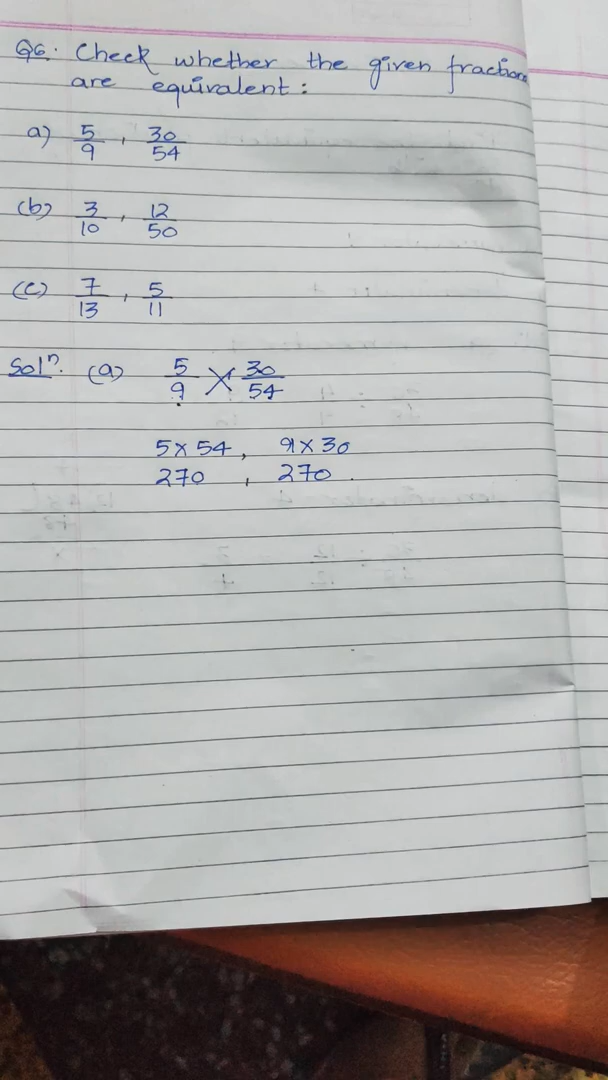 Q6. Check whether the given fractions
are equivalent :
a) 5/9 , 30/54
(b) 3/10 , 12/50
(c) 7/13 , 5/11
Solⁿ. (a) 5/9 × 30/54
5 × 54 , 9 × 30
270 , 270